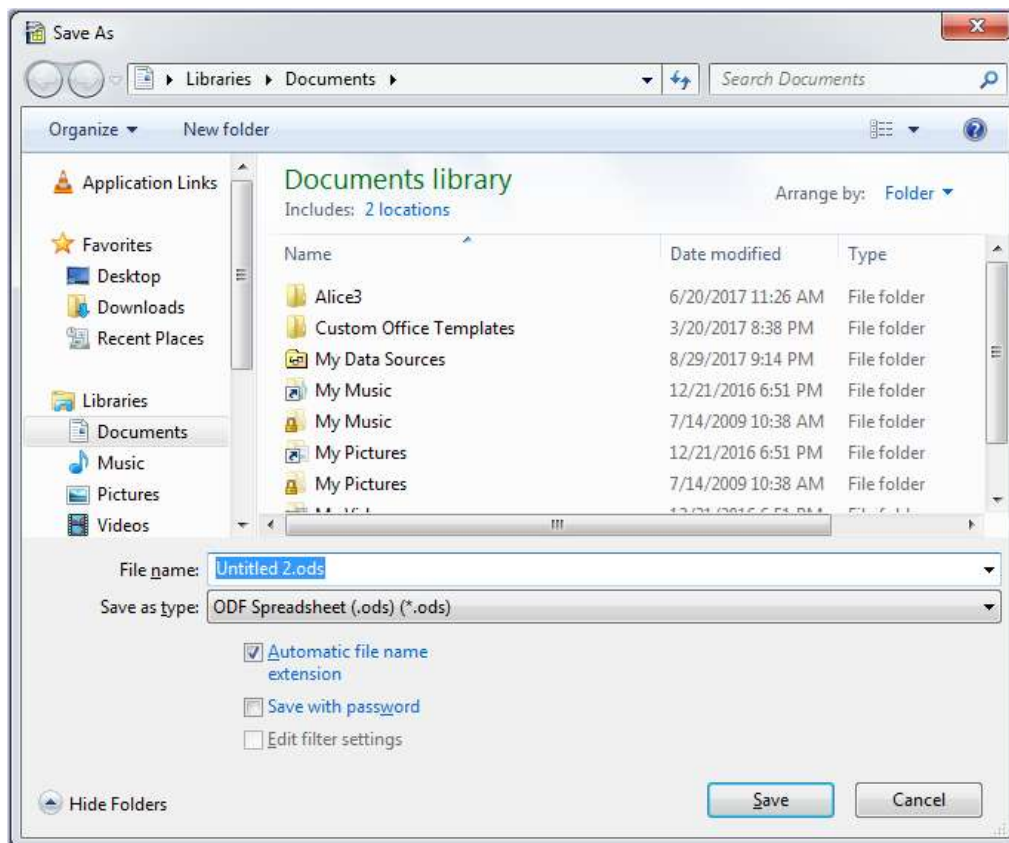 Save As
Libraries Documents
Search Documents
Organize
New folder
Application Links
Favorites
Desktop
Downloads
Recent Places
Libraries
Documents
Music
Pictures
Videos
Documents library
Includes: 2 locations
Arrange by: Folder
Name Date modified Type
Alice3 6/20/2017 11:26 AM File folder
Custom Office Templates 3/20/2017 8:38 PM File folder
My Data Sources 8/29/2017 9:14 PM File folder
My Music 12/21/2016 6:51 PM File folder
My Music 7/14/2009 10:38 AM File folder
My Pictures 12/21/2016 6:51 PM File folder
My Pictures 7/14/2009 10:38 AM File folder
File name: Untitled 2.ods
Save as type: ODF Spreadsheet (.ods) (*.ods)
Automatic file name
extension
Save with password
Edit filter settings
Hide Folders
Save
Cancel